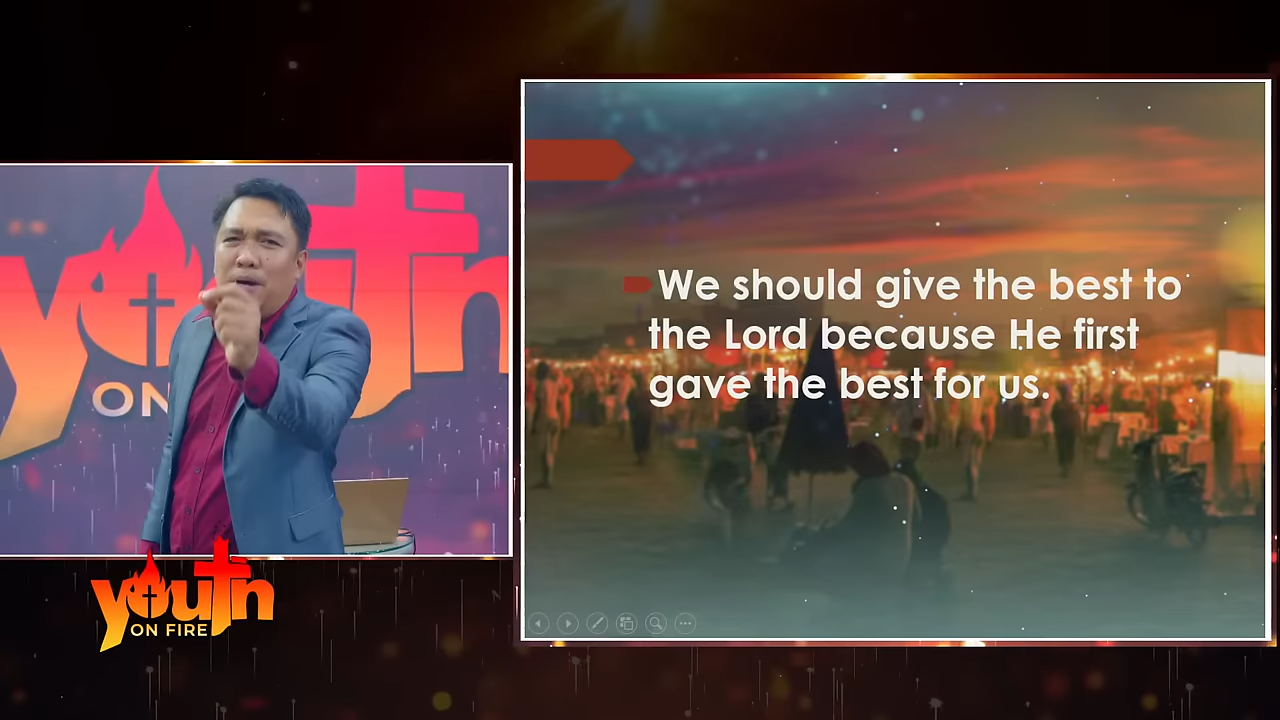 youth
ON
We should give the best to
the Lord because He first
gave the best for us.
youth
ON FIRE